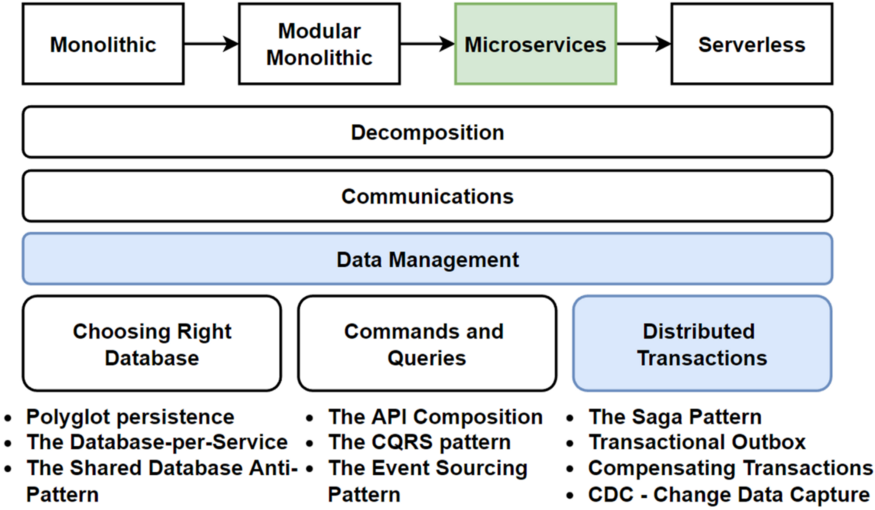 Monolithic
Modular
Monolithic
Microservices
Serverless
Decomposition
Communications
Data Management
Choosing Right
Database
Commands and
Queries
Distributed
Transactions
• Polyglot persistence
• The Database-per-Service
• The Shared Database Anti-
Pattern
• The API Composition
• The CQRS pattern
• The Event Sourcing
Pattern
• The Saga Pattern
• Transactional Outbox
• Compensating Transactions
• CDC - Change Data Capture